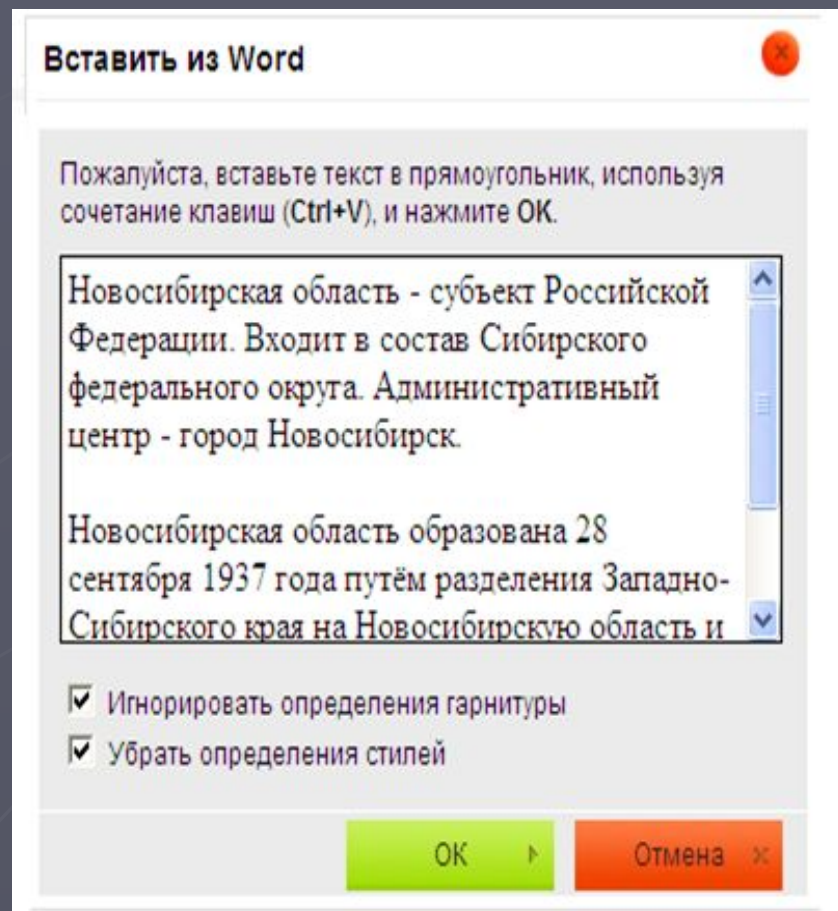 Вставить из Word
Пожалуйста, вставьте текст в прямоугольник, используя
сочетание клавиш (Ctrl+V), и нажмите OK.
Новосибирская область - субъект Российской
Федерации. Входит в состав Сибирского
федерального округа. Административный
центр - город Новосибирск.
Новосибирская область образована 28
сентября 1937 года путём разделения Западно-
Сибирского края на Новосибирскую область и
Игнорировать определения гарнитуры
Убрать определения стилей
ОК
Отмена